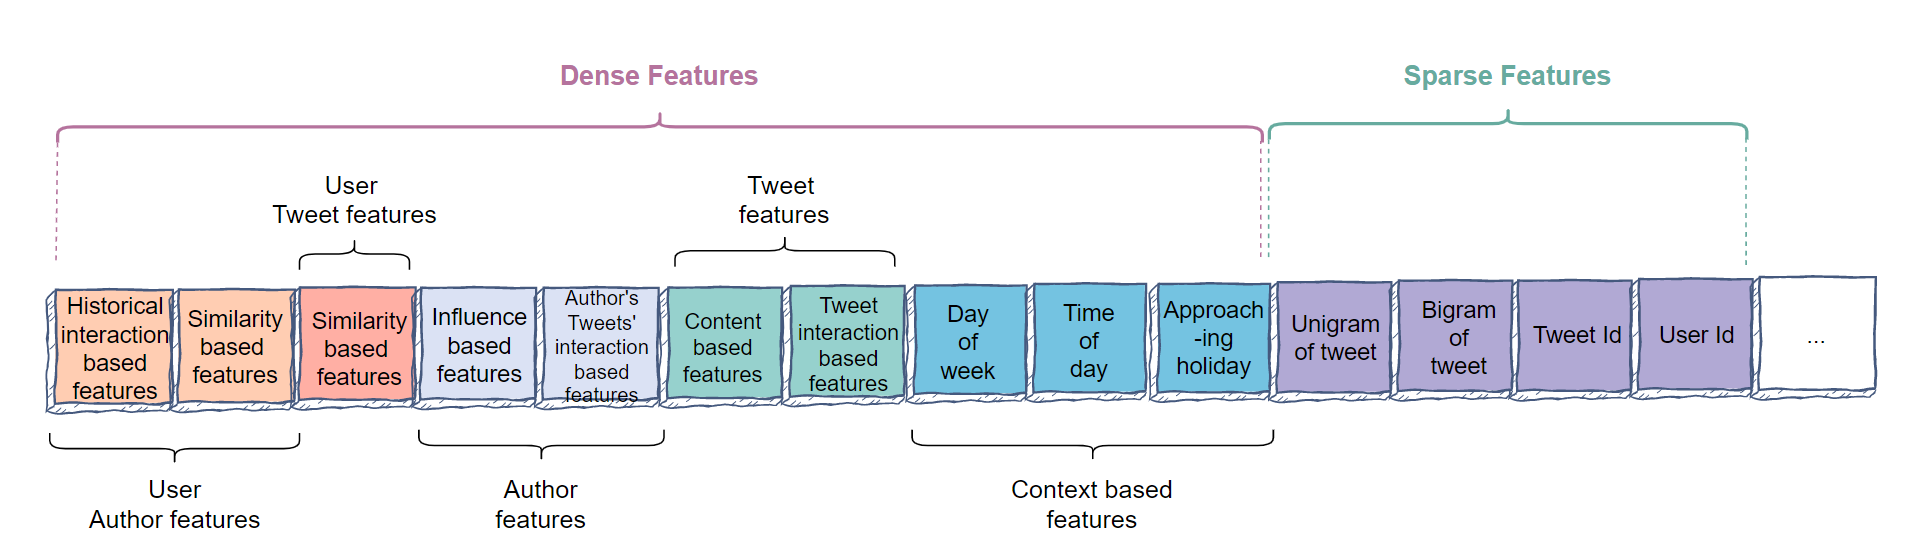 Dense Features
Sparse Features
User
Tweet features
Tweet
features
Historical
interaction
based
features
Similarity
based
features
Similarity
based
features
Influence
based
features
Author's
Tweets'
interaction
based
features
Content
based
features
Tweet
interaction
based
features
Day
of
week
Time
of
day
Approach
-ing
holiday
Unigram
of tweet
Bigram
of
tweet
Tweet Id
User Id
...
User
Author features
Author
features
Context based
features